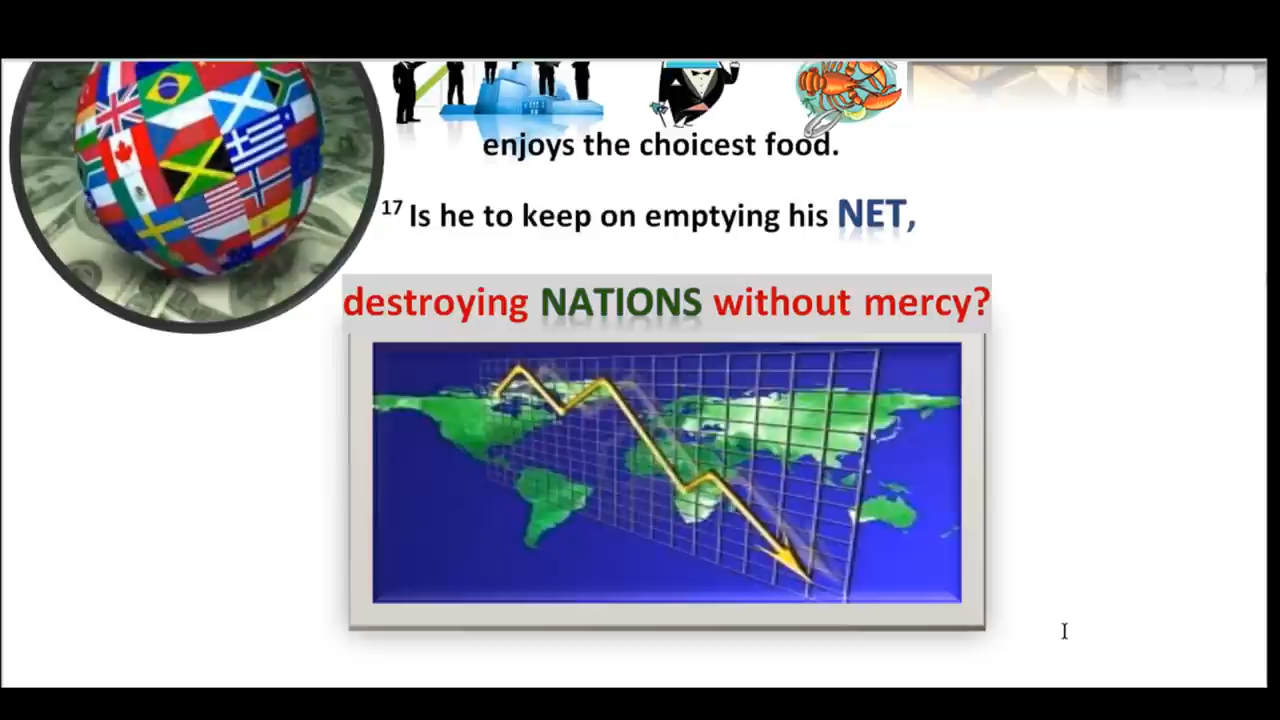 enjoys the choicest food.
17 Is he to keep on emptying his NET,
destroying NATIONS without mercy?